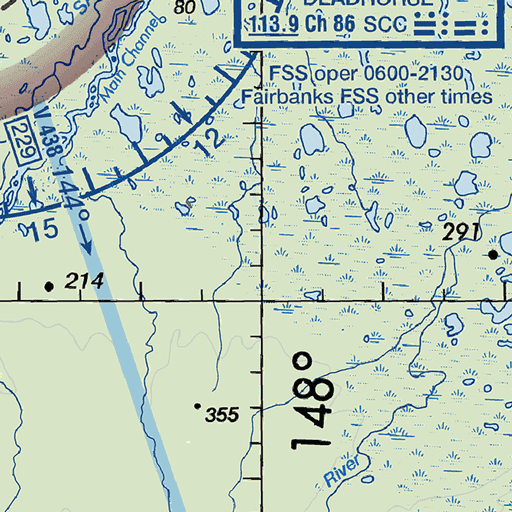 DEADHORSE
113.9 Ch 86 SCC
80
FSS oper 0600-2130
Fairbanks FSS other times
Main Channel
12
V 438
229
144°
15
291
214
148°
355
River